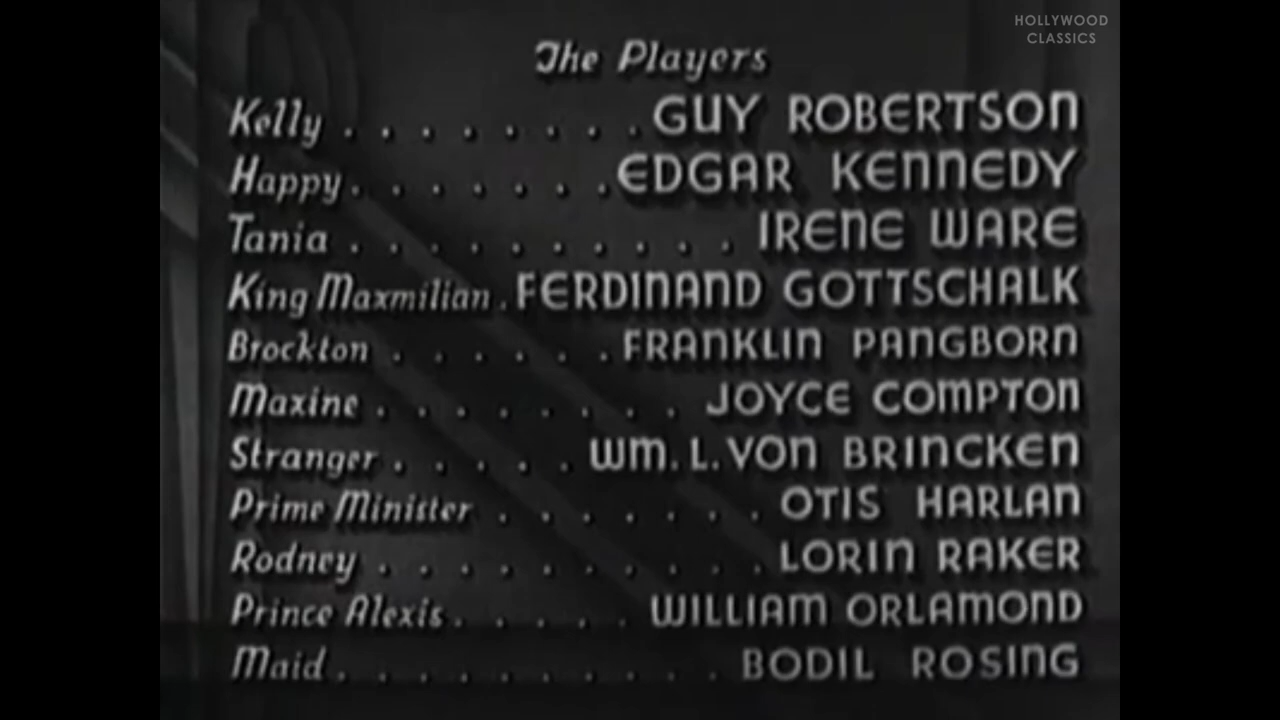 HOLLYWOOD
CLASSICS
The Players
Kelly . . . . . . . . GUY ROBERTSON
Happy . . . . . . . EDGAR KENNEDY
Tania . . . . . . . . . . IRENE WARE
King Maxmilian . FERDINAND GOTTSCHALK
Brockton . . . . . . FRANKLIN PANGBORN
Maxine . . . . . . . . JOYCE COMPTON
Stranger . . . . . WM. L. VON BRINCKEN
Prime Minister . . . . . . . OTIS HARLAN
Rodney . . . . . . . . . . LORIN RAKER
Prince Alexis . . . . . WILLIAM ORLAMOND
Maid . . . . . . . . . . BODIL ROSING